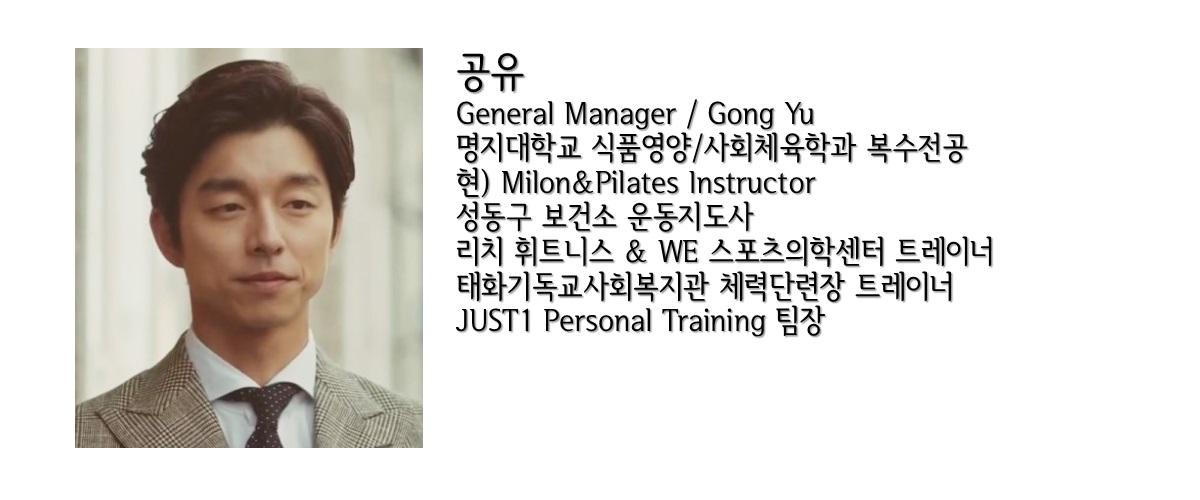 공유
General Manager / Gong Yu
명지대학교 식품영양/사회체육학과 복수전공
현) Milon&Pilates Instructor
성동구 보건소 운동지도사
리치 휘트니스 & WE 스포츠의학센터 트레이너
태화기독교사회복지관 체력단련장 트레이너
JUST1 Personal Training 팀장